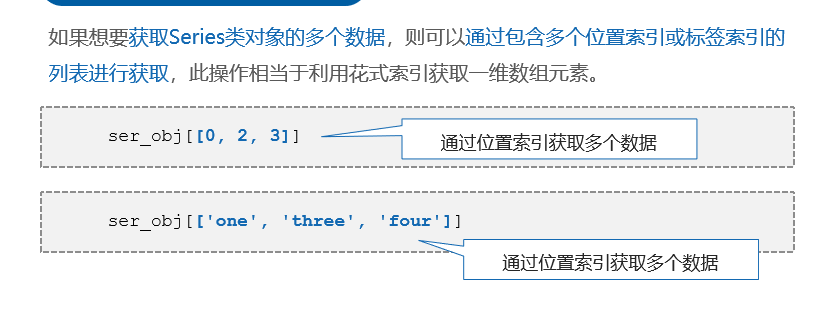 如果想要获取Series类对象的多个数据，则可以通过包含多个位置索引或标签索引的
列表进行获取，此操作相当于利用花式索引获取一维数组元素。
ser_obj[[0, 2, 3]]
通过位置索引获取多个数据
ser_obj[['one', 'three', 'four']]
通过位置索引获取多个数据